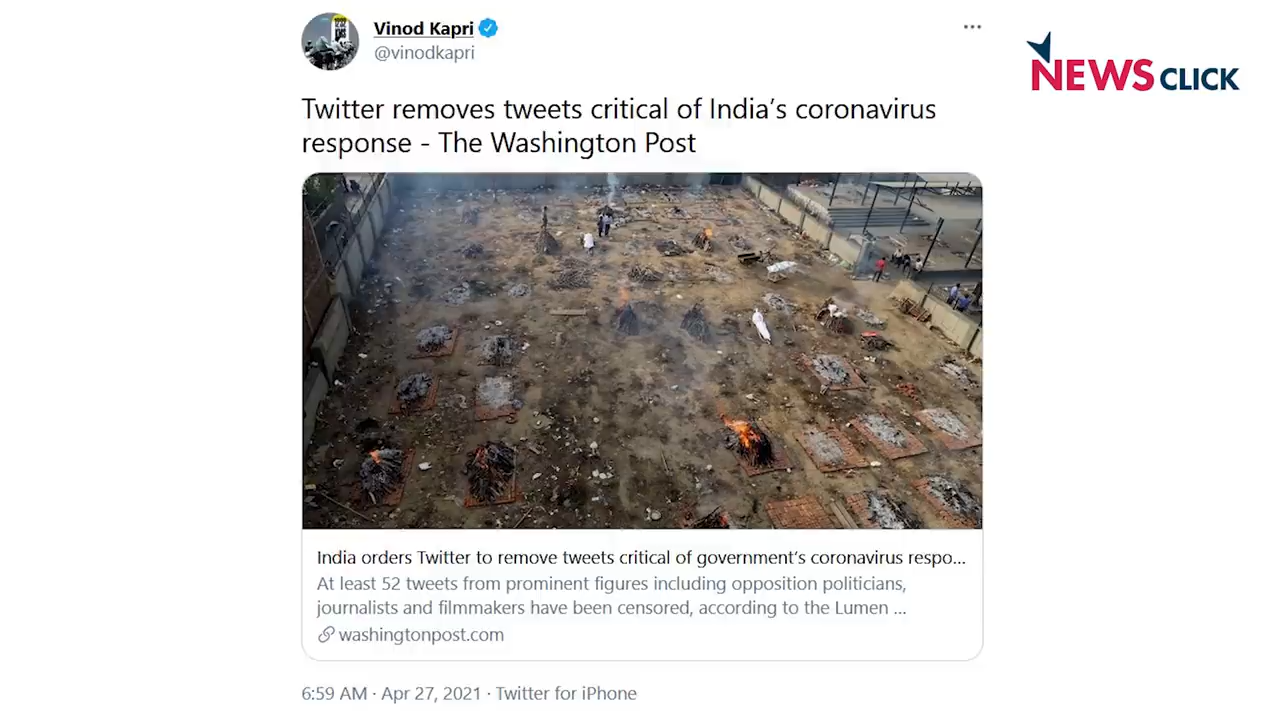 Vinod Kapri
@vinodkapri
NEWS CLICK
Twitter removes tweets critical of India's coronavirus
response - The Washington Post
India orders Twitter to remove tweets critical of government's coronavirus respo...
At least 52 tweets from prominent figures including opposition politicians,
journalists and filmmakers have been censored, according to the Lumen ...
washingtonpost.com
6:59 AM · Apr 27, 2021 · Twitter for iPhone